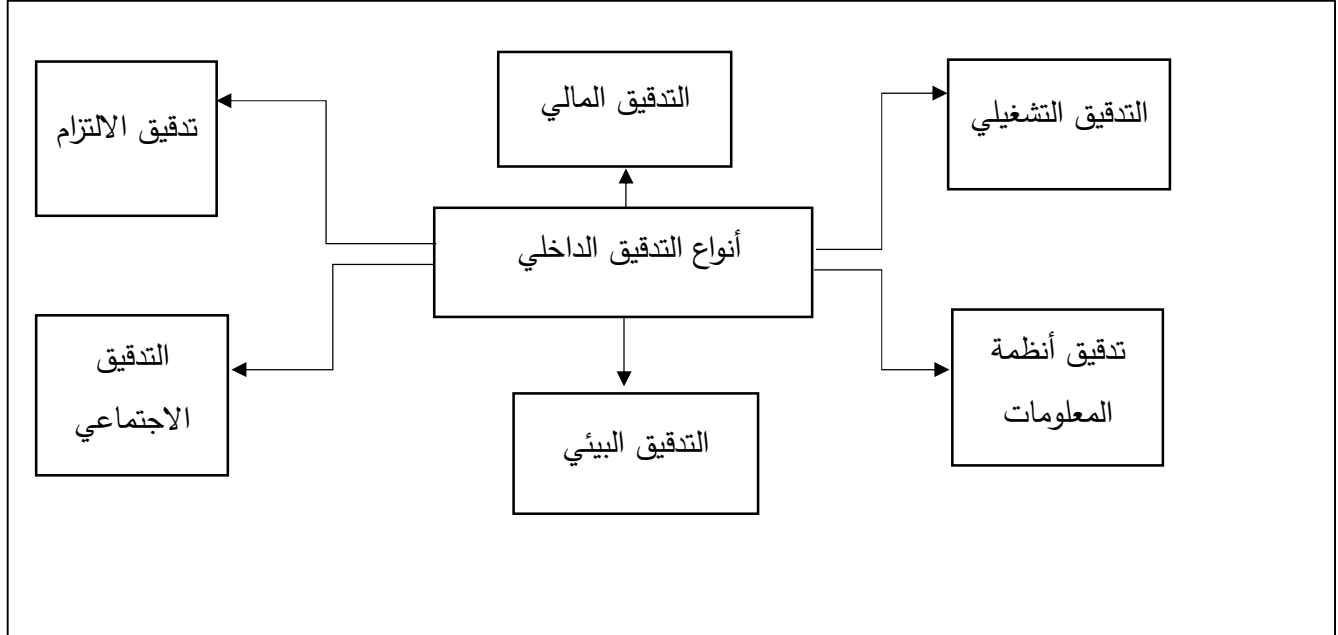 التدقيق المالي
التدقيق التشغيلي
تدقيق الالتزام
أنواع التدقيق الداخلي
تدقيق أنظمة
المعلومات
التدقيق
الاجتماعي
التدقيق البيئي